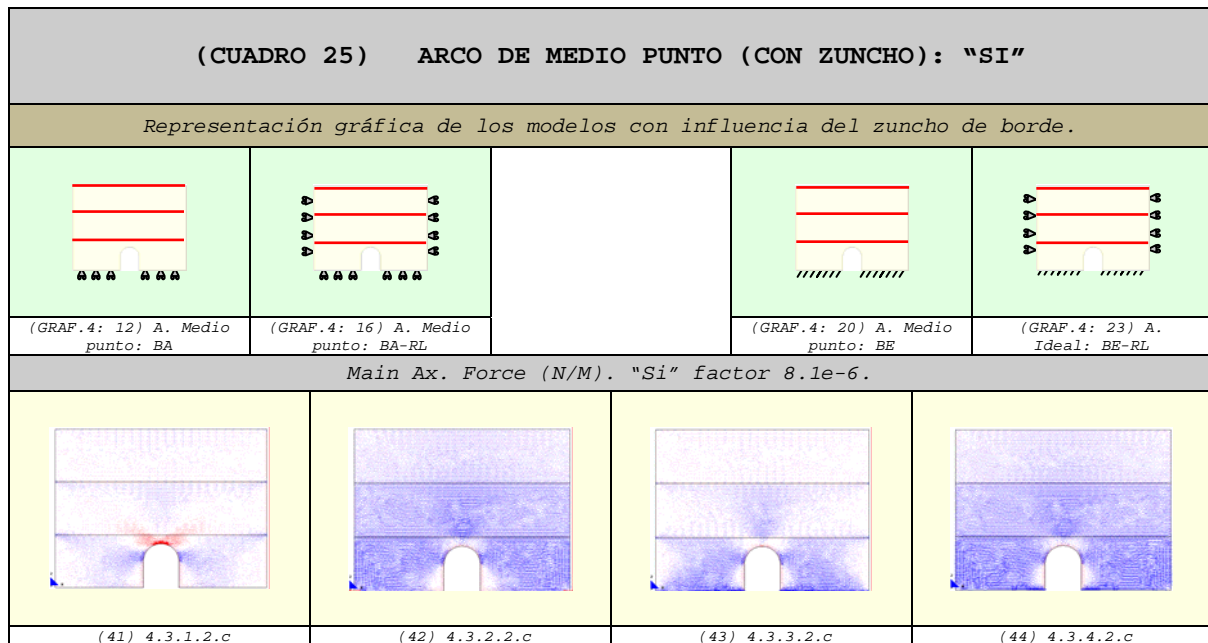 (CUADRO 25) ARCO DE MEDIO PUNTO (CON ZUNCHO): “SI”
Representación gráfica de los modelos con influencia del zuncho de borde.
(GRAF.4: 12) A. Medio
punto: BA
(GRAF.4: 16) A. Medio
punto: BA-RL
(GRAF.4: 20) A. Medio
punto: BE
(GRAF.4: 23) A.
Ideal: BE-RL
Main Ax. Force (N/M). “Si” factor 8.1e-6.
(41) 4.3.1.2.c
(42) 4.3.2.2.c
(43) 4.3.3.2.c
(44) 4.3.4.2.c